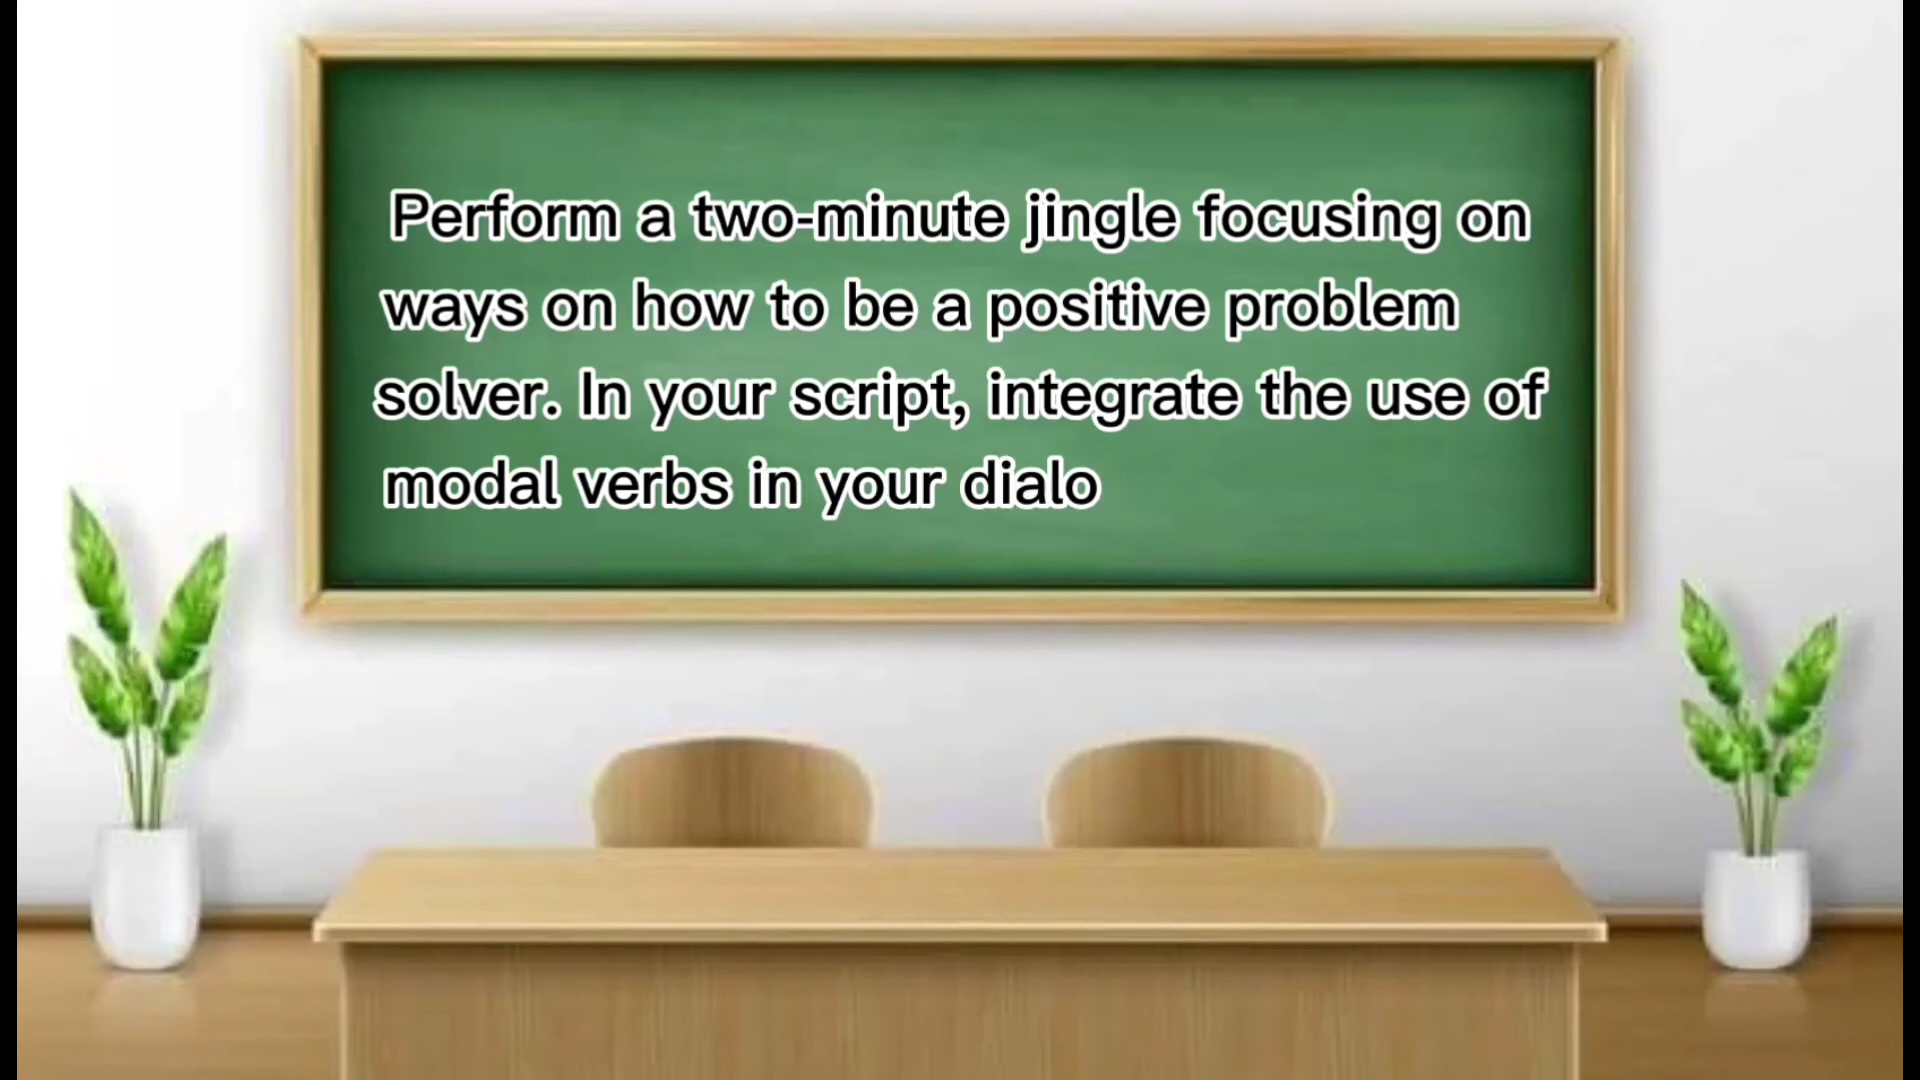 Perform a two-minute jingle focusing on
ways on how to be a positive problem
solver. In your script, integrate the use of
modal verbs in your dialo